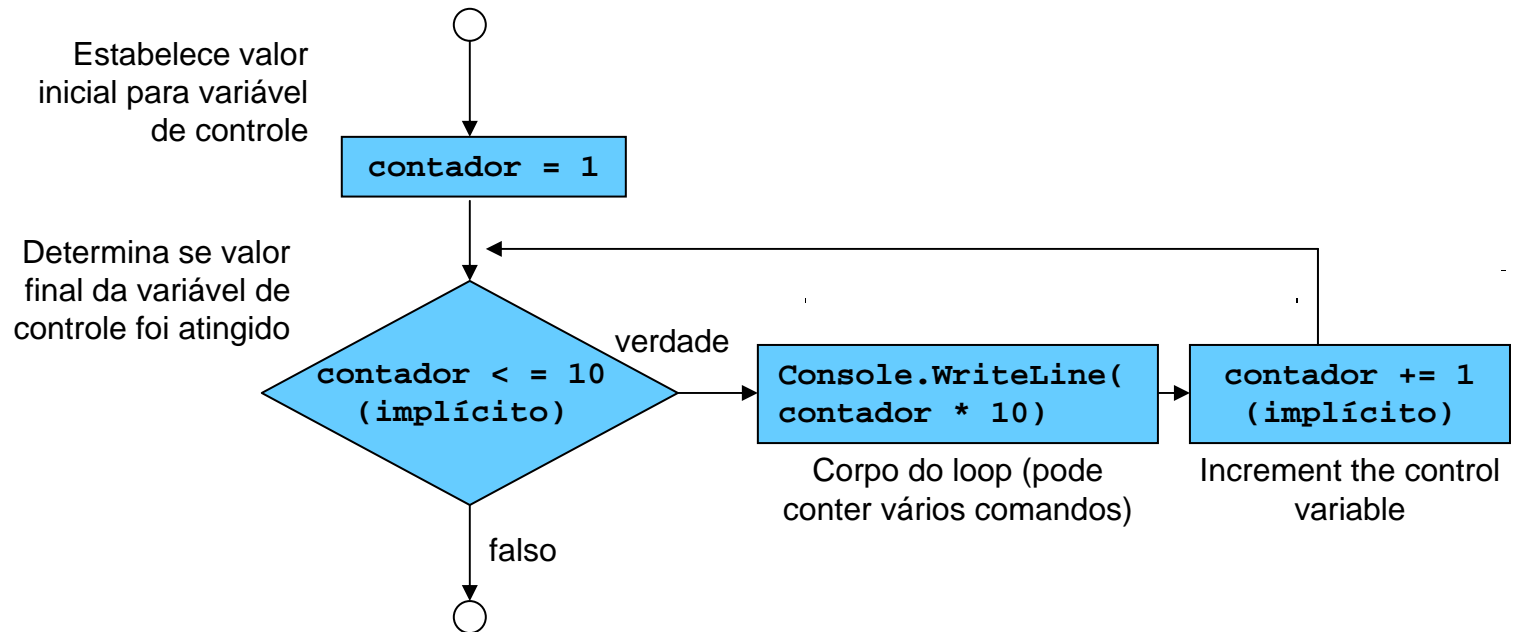 Estabelece valor
inicial para variável
de controle
contador = 1
Determina se valor
final da variável de
controle foi atingido
contador < = 10
(implícito)
verdade
Console.WriteLine(
contador * 10)
contador += 1
(implícito)
Corpo do loop (pode
conter vários comandos)
Increment the control
variable
falso